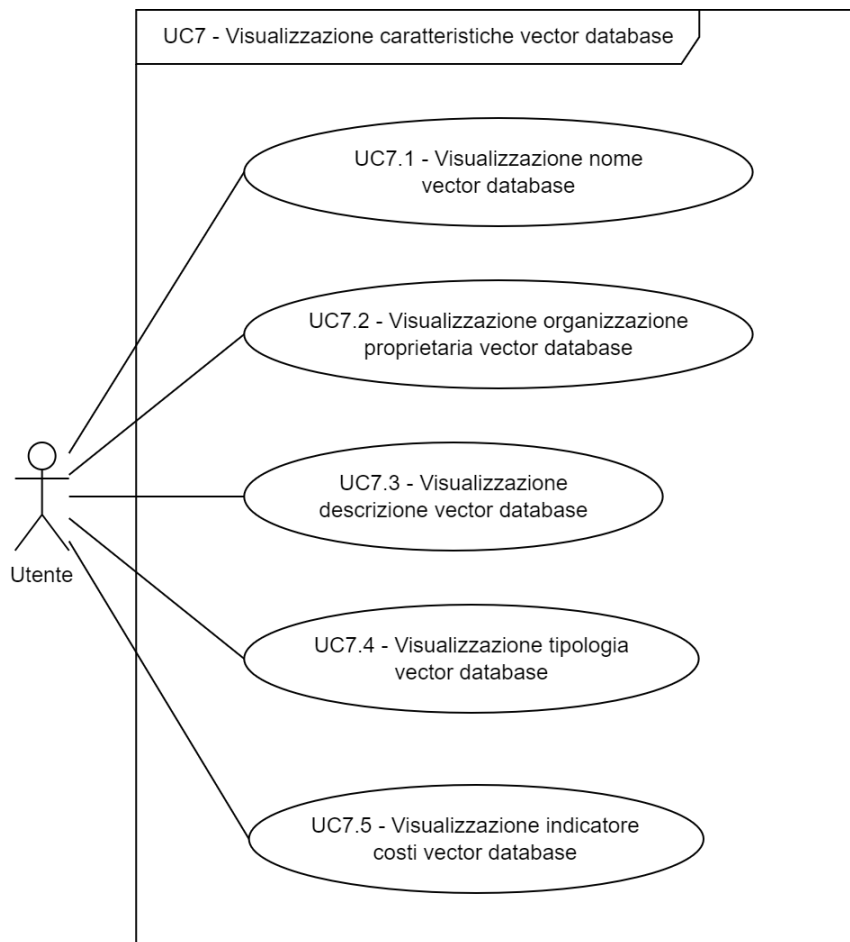 UC7 - Visualizzazione caratteristiche vector database
UC7.1 - Visualizzazione nome
vector database
UC7.2 - Visualizzazione organizzazione
proprietaria vector database
UC7.3 - Visualizzazione
descrizione vector database
Utente
UC7.4 - Visualizzazione tipologia
vector database
UC7.5 - Visualizzazione indicatore
costi vector database